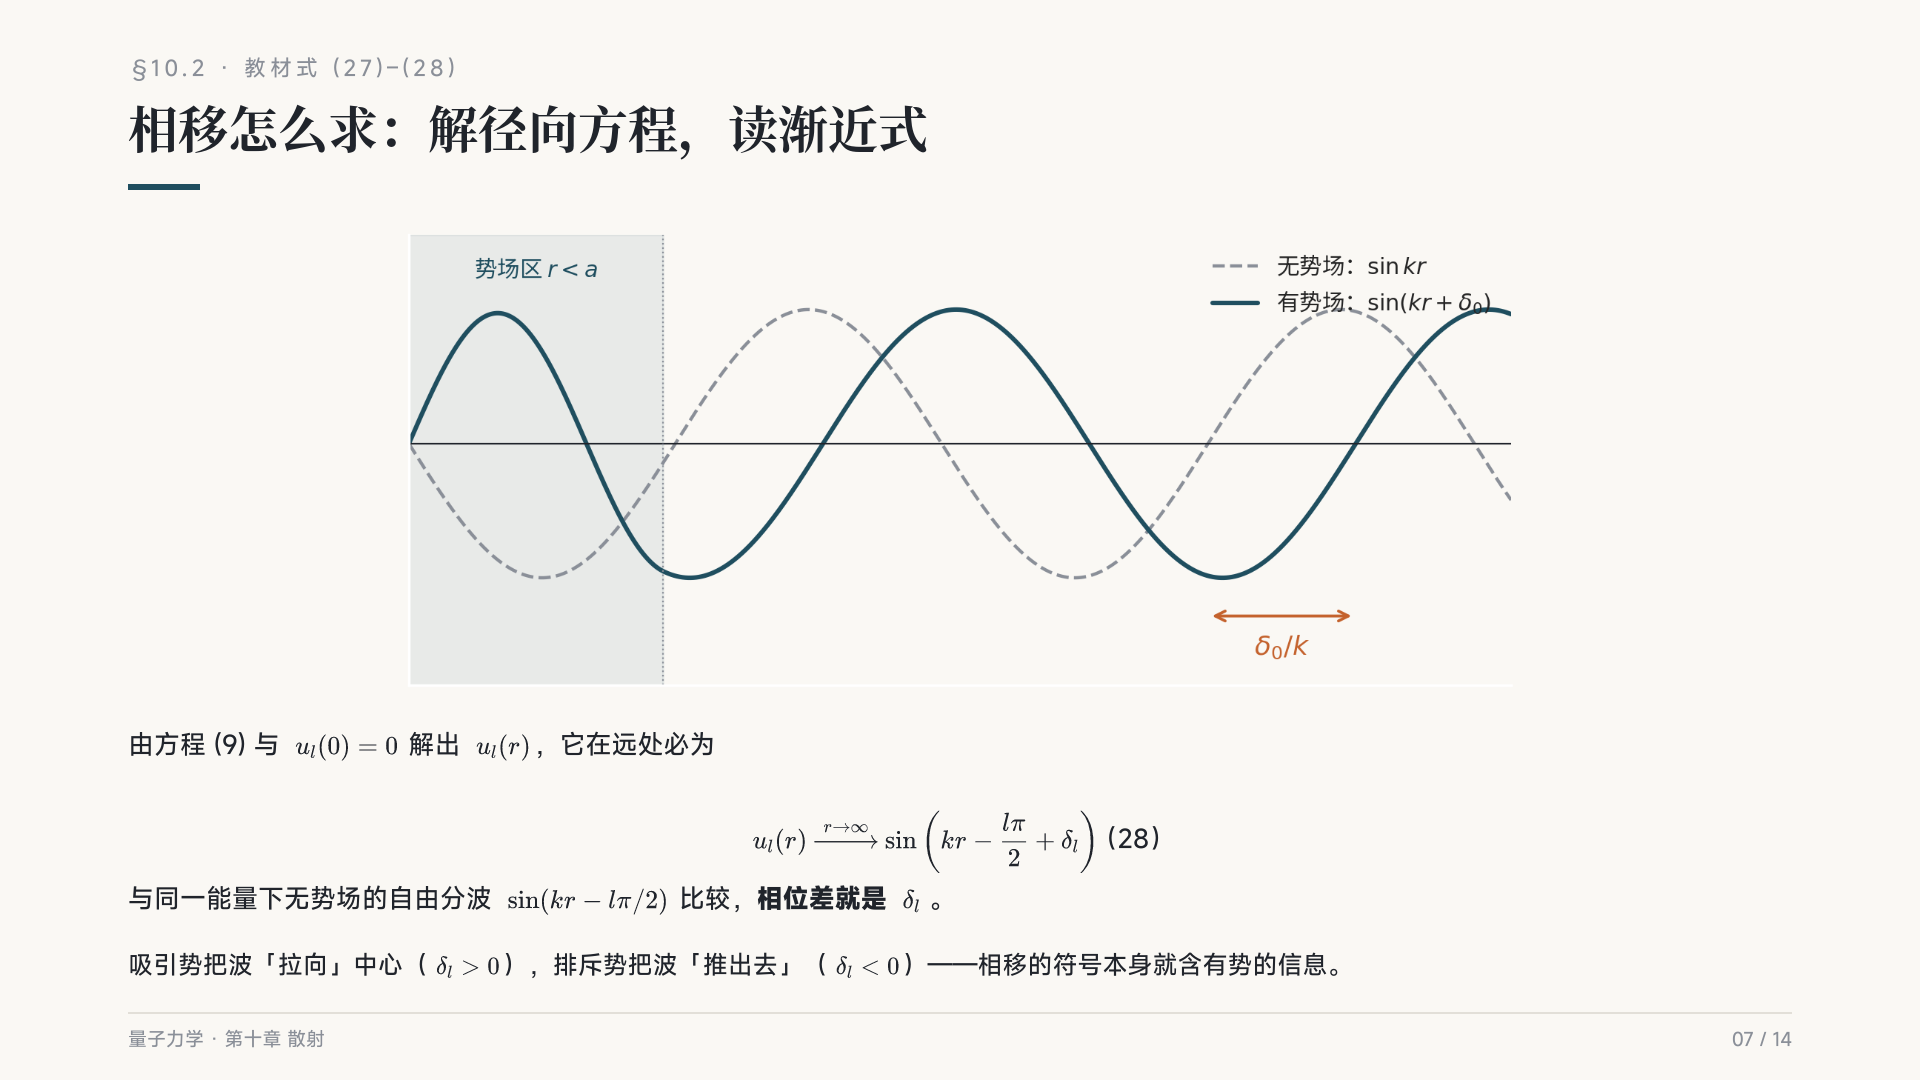 §10.2 · 教材式 (27)–(28)
相移怎么求：解径向方程，读渐近式
势场区 r < a
无势场：sin kr
有势场：sin(kr + δ₀)
δ₀/k
由方程 (9) 与 u_l(0) = 0 解出 u_l(r)，它在远处必为
u_l(r) \xrightarrow{r→∞} sin(kr − \frac{lπ}{2} + δ_l) (28)
与同一能量下无势场的自由分波 sin(kr − lπ/2) 比较，相位差就是 δ_l 。
吸引势把波「拉向」中心（ δ_l > 0），排斥势把波「推出去」（ δ_l < 0）——相移的符号本身就含有势的信息。
量子力学 · 第十章 散射
07 / 14